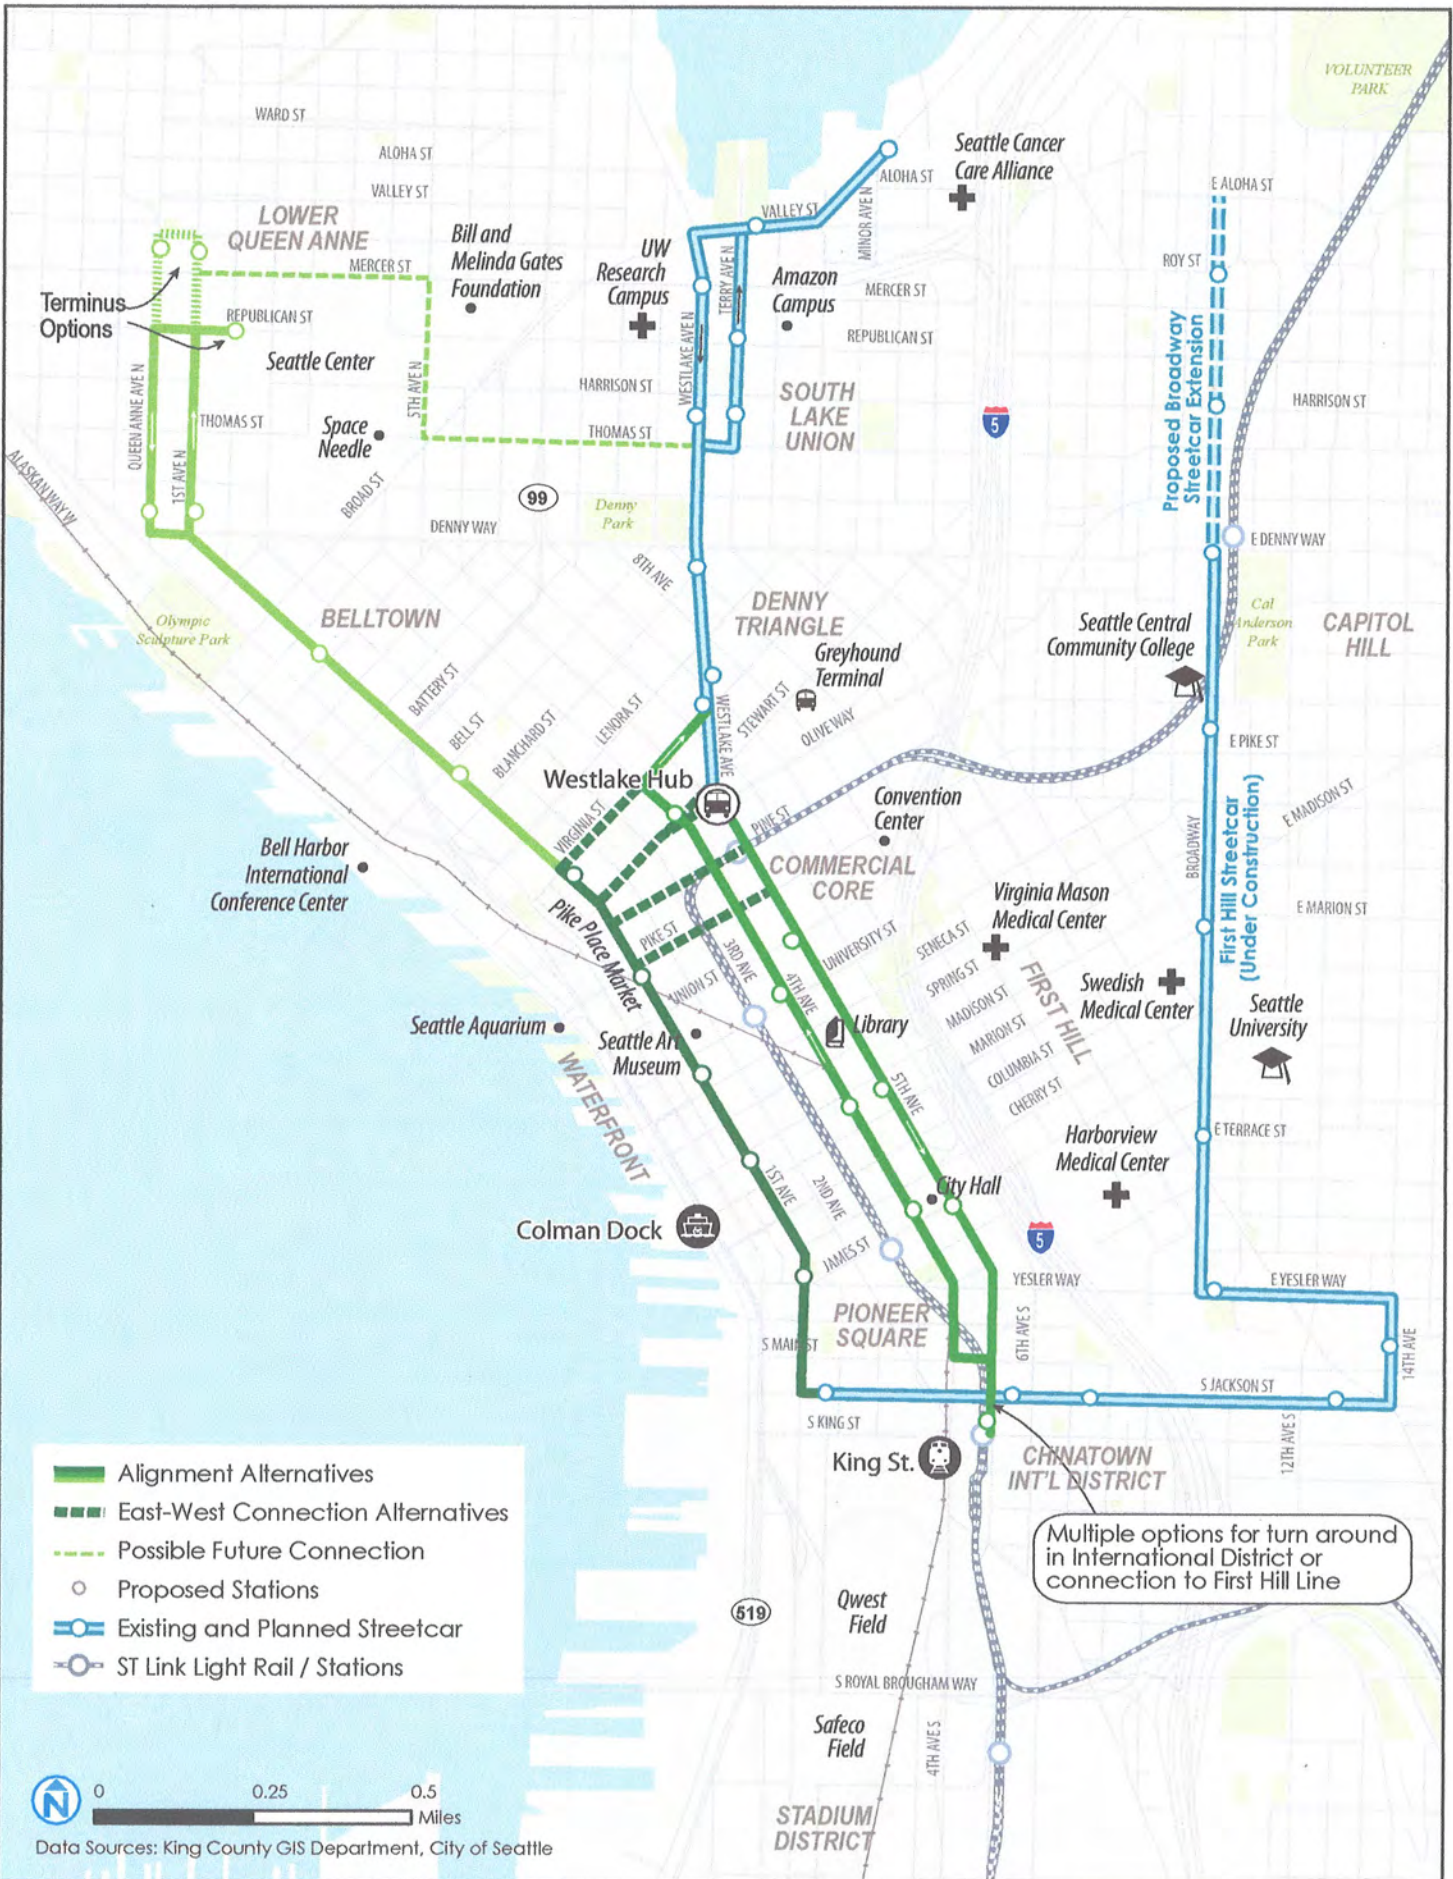 VOLUNTEER
PARK
WARD ST
ALOHA ST
VALLEY ST
LOWER
QUEEN ANNE
MERCER ST
Bill and
Melinda Gates
Foundation
UW
Research
Campus
VALLEY ST
ALOHA ST
MINOR AVE N
Seattle Cancer
Care Alliance
E ALOHA ST
ROY ST
TERRY AVE N
Amazon
Campus
MERCER ST
REPUBLICAN ST
Terminus
Options
REPUBLICAN ST
Seattle Center
WESTLAKE AVE N
HARRISON ST
SOUTH
LAKE
UNION
5
Proposed Broadway
Streetcar Extension
HARRISON ST
QUEEN ANNE AVE N
1ST AVE N
THOMAS ST
5TH AVE N
THOMAS ST
Space
Needle
BROAD ST
99
Denny
Park
DENNY WAY
ALASKAN WAY W
8TH AVE
E DENNY WAY
Olympic
Sculpture Park
BELLTOWN
DENNY
TRIANGLE
Greyhound
Terminal
Seattle Central
Community College
Cal
Anderson
Park
CAPITOL
HILL
BATTERY ST
BELL ST
BLANCHARD ST
LENORA ST
WESTLAKE AVE
STEWART ST
OLIVE WAY
E PIKE ST
Westlake Hub
VIRGINIA ST
PINE ST
Convention
Center
E MADISON ST
First Hill Streetcar
(Under Construction)
BROADWAY
Bell Harbor
International
Conference Center
COMMERCIAL
CORE
Virginia Mason
Medical Center
E MARION ST
Pike Place Market
PIKE ST
UNION ST
3RD AVE
4TH AVE
UNIVERSITY ST
SENECA ST
SPRING ST
MADISON ST
MARION ST
COLUMBIA ST
CHERRY ST
FIRST HILL
Swedish
Medical Center
Seattle
University
Seattle Aquarium
Seattle Art
Museum
Library
WATERFRONT
5TH AVE
E TERRACE ST
Harborview
Medical Center
1ST AVE
2ND AVE
City Hall
Colman Dock
JAMES ST
5
YESLER WAY
E YESLER WAY
PIONEER
SQUARE
S MAIN ST
6TH AVE S
14TH AVE
S JACKSON ST
S KING ST
12TH AVE S
King St.
CHINATOWN
INT'L DISTRICT
Multiple options for turn around
in International District or
connection to First Hill Line
Alignment Alternatives
East-West Connection Alternatives
Possible Future Connection
Proposed Stations
Existing and Planned Streetcar
ST Link Light Rail / Stations
519
Qwest
Field
S ROYAL BROUGHAM WAY
Safeco
Field
4TH AVE S
STADIUM
DISTRICT
N
0 0.25 0.5
Miles
Data Sources: King County GIS Department, City of Seattle